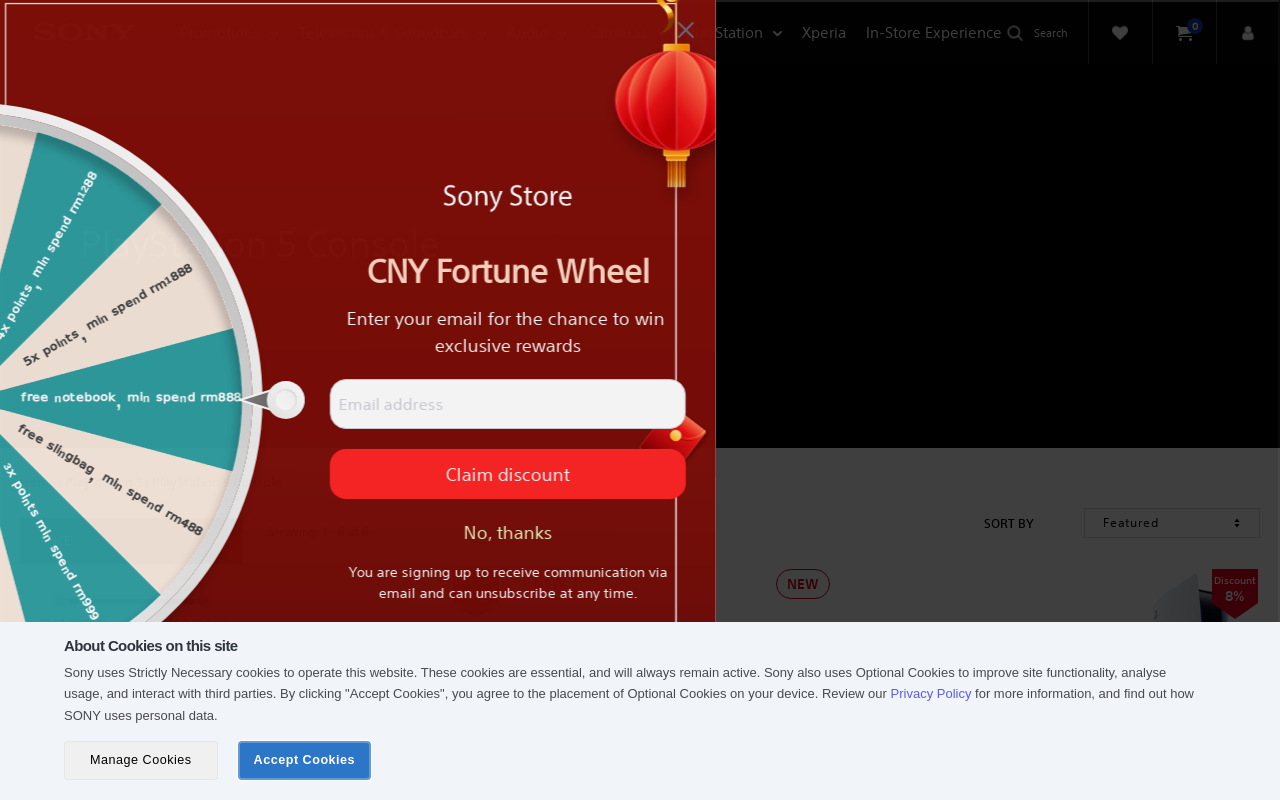 SONY
Station
Xperia
In-Store Experience
Search
0
PlayStation 5 Console
4x points, min spend rm1288
5x points, min spend rm1888
free notebook, min spend rm888
free slingbag, min spend rm488
3x points min spend rm999
Sony Store
CNY Fortune Wheel
Enter your email for the chance to win
exclusive rewards
Email address
Claim discount
No, thanks
You are signing up to receive communication via
email and can unsubscribe at any time.
SORT BY
Featured
NEW
Discount
8%
About Cookies on this site
Sony uses Strictly Necessary cookies to operate this website. These cookies are essential, and will always remain active. Sony also uses Optional Cookies to improve site functionality, analyse
usage, and interact with third parties. By clicking "Accept Cookies", you agree to the placement of Optional Cookies on your device. Review our Privacy Policy for more information, and find out how
SONY uses personal data.
Manage Cookies
Accept Cookies